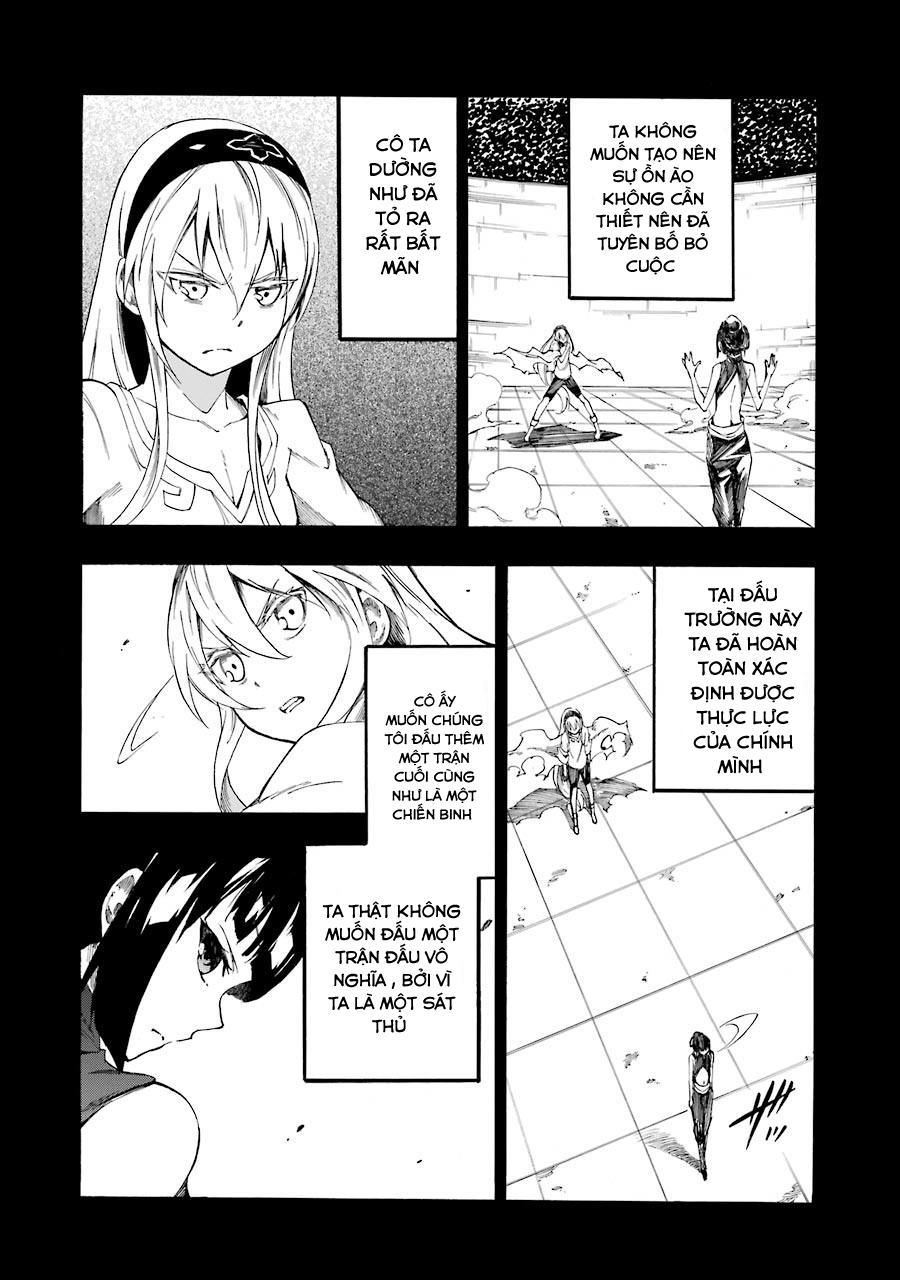 TA KHÔNG
MUỐN TẠO NÊN
SỰ ỒN ÀO
KHÔNG CẦN
THIẾT NÊN ĐÃ
TUYÊN BỐ BỎ
CUỘC
CÔ TA
DƯỜNG
NHƯ ĐÃ
TỎ RA
RẤT BẤT
MÃN
TẠI ĐẤU
TRƯỜNG NÀY
TA ĐÃ HOÀN
TOÀN XÁC
ĐỊNH ĐƯỢC
THỰC LỰC
CỦA CHÍNH
MÌNH
CÔ ẤY
MUỐN CHÚNG
TÔI ĐẤU THÊM
MỘT TRẬN
CUỐI CÙNG
NHƯ LÀ MỘT
CHIẾN BINH
TA THẬT KHÔNG
MUỐN ĐẤU MỘT
TRẬN ĐẤU VÔ
NGHĨA , BỞI VÌ
TA LÀ MỘT SÁT
THỦ